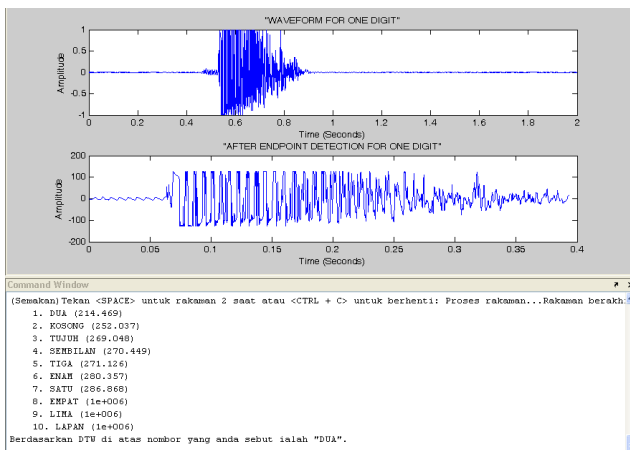 "WAVEFORM FOR ONE DIGIT"
1
0.5
0
-0.5
-1
Amplitude
0 0.2 0.4 0.6 0.8 1 1.2 1.4 1.6 1.8 2
Time (Seconds)
"AFTER ENDPOINT DETECTION FOR ONE DIGIT"
200
100
0
-100
-200
Amplitude
0 0.05 0.1 0.15 0.2 0.25 0.3 0.35 0.4
Time (Seconds)
Command Window
(Semakan)Tekan <SPACE> untuk rakaman 2 saat atau <CTRL + C> untuk berhenti: Proses rakaman...Rakaman berakh
1. DUA (214.469)
2. KOSONG (252.037)
3. TUJUH (269.048)
4. SEMBILAN (270.449)
5. TIGA (271.126)
6. ENAM (280.357)
7. SATU (286.868)
8. EMPAT (1e+006)
9. LIMA (1e+006)
10. LAPAN (1e+006)
Berdasarkan DTW di atas nombor yang anda sebut ialah "DUA".